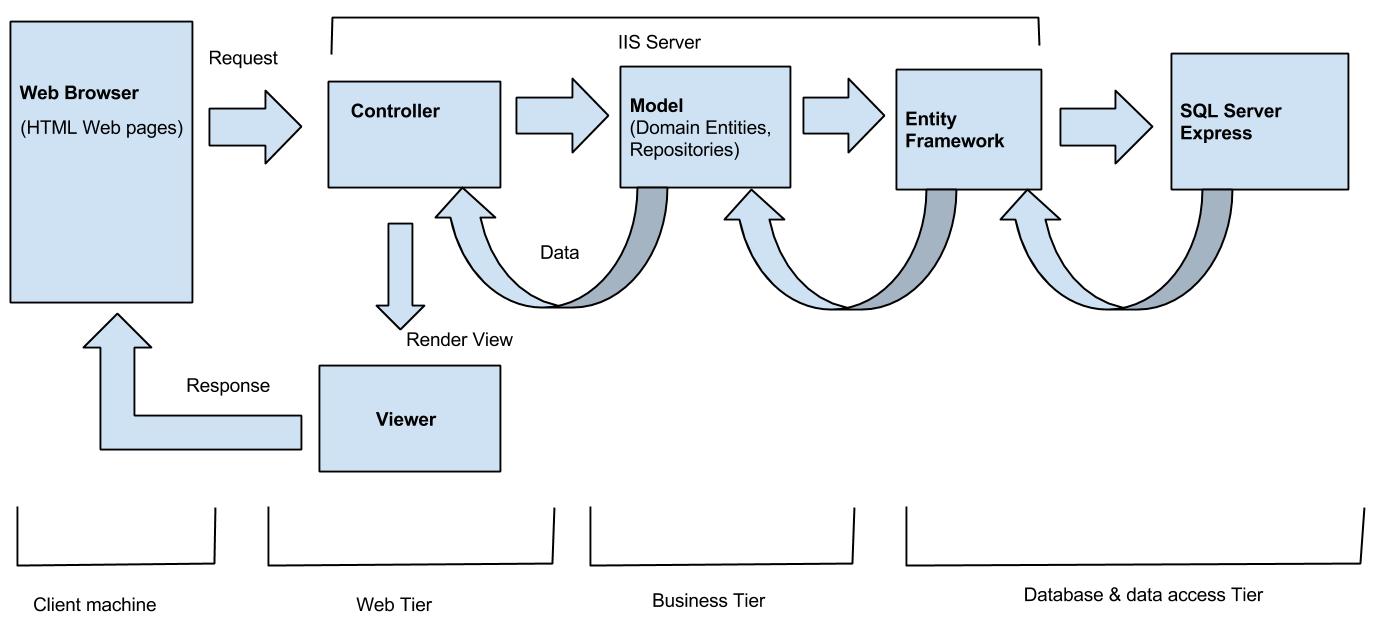 IIS Server
Request
Web Browser
(HTML Web pages)
Controller
Model
(Domain Entities,
Repositories)
Entity
Framework
SQL Server
Express
Data
Render View
Response
Viewer
Client machine
Web Tier
Business Tier
Database & data access Tier